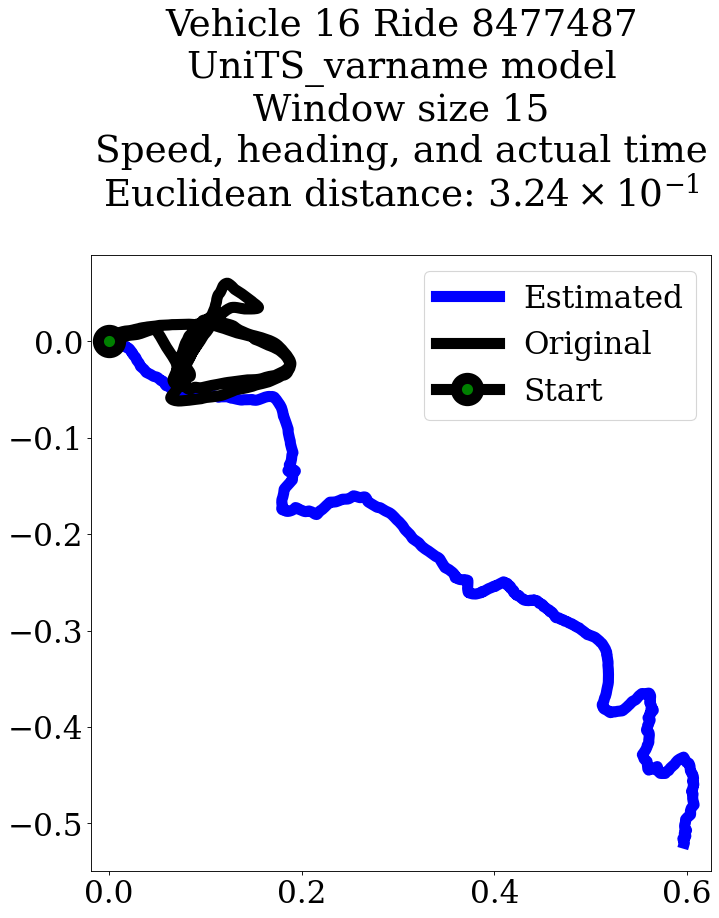 Vehicle 16 Ride 8477487
UniTS_varname model
Window size 15
Speed, heading, and actual time
Euclidean distance: 3.24 × 10⁻¹
Estimated
Original
Start
0.0
−0.1
−0.2
−0.3
−0.4
−0.5
0.0 0.2 0.4 0.6